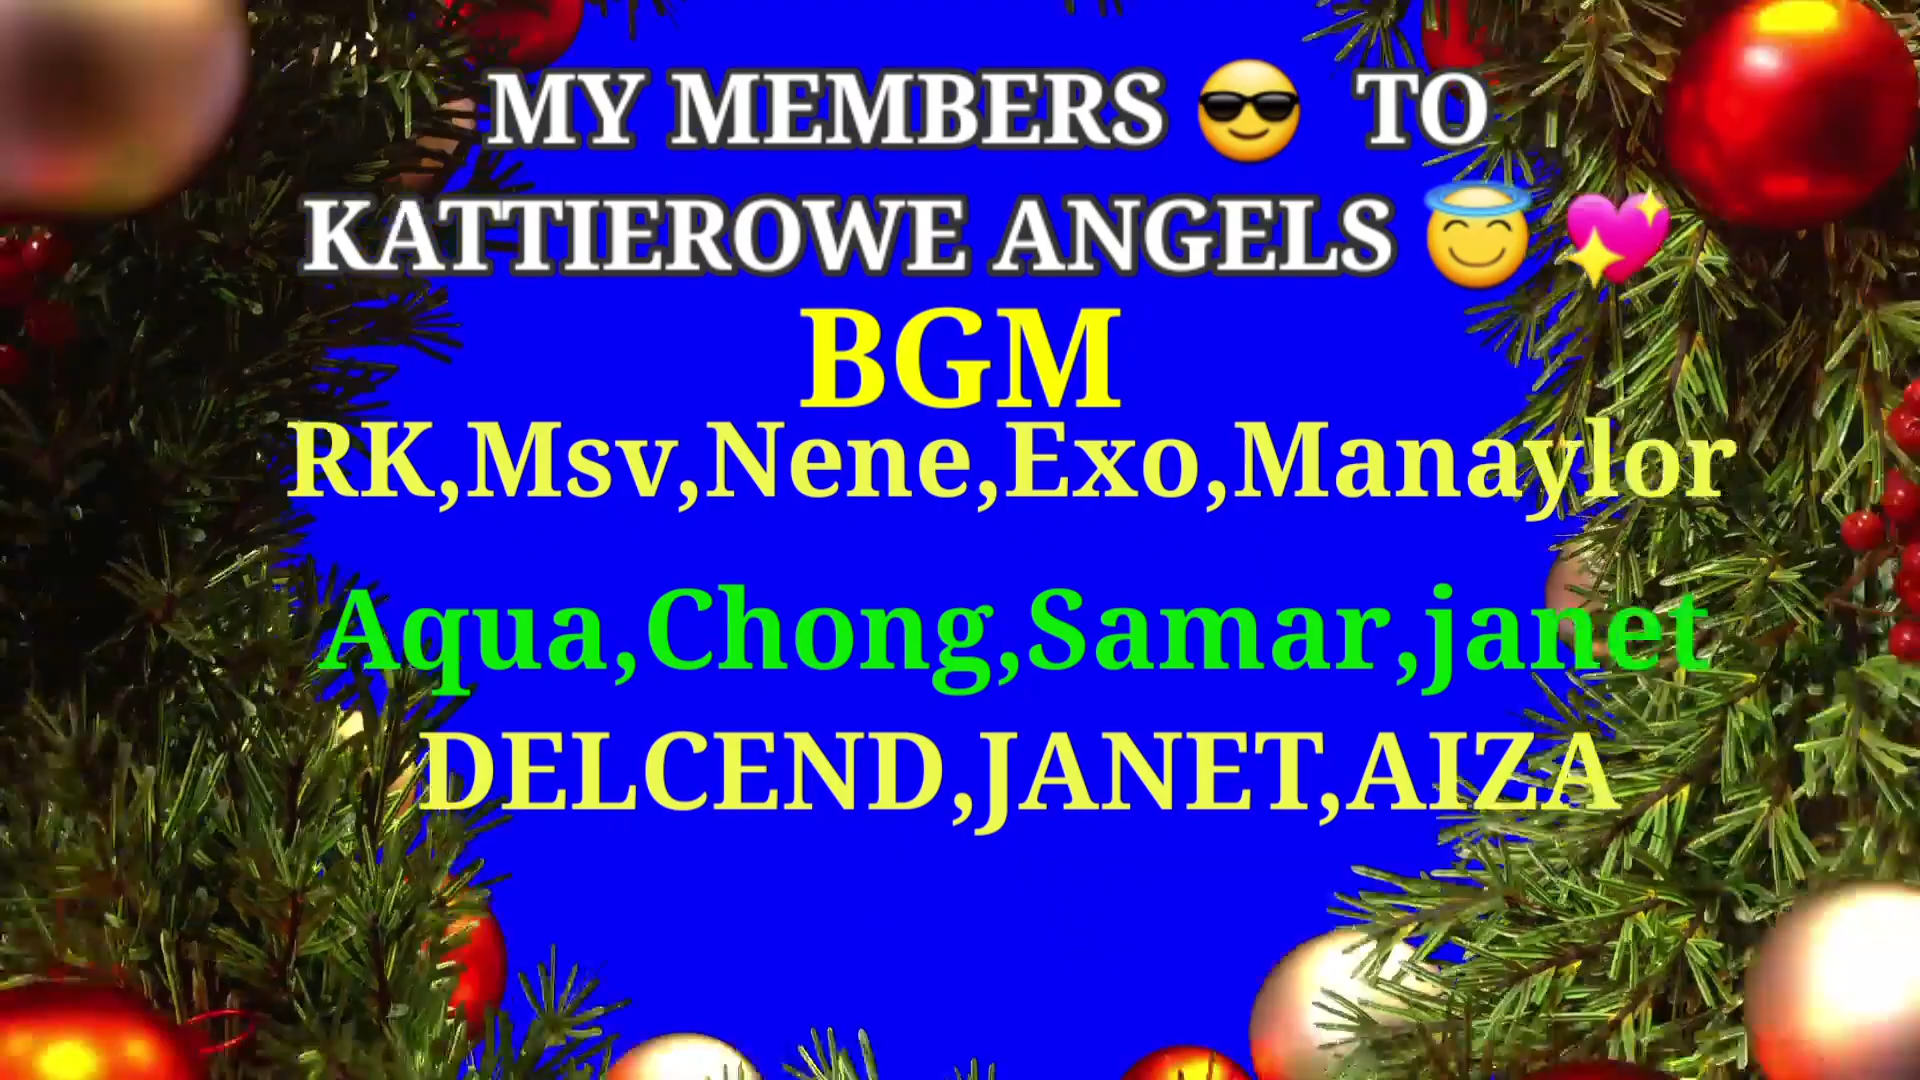 MY MEMBERS 😎 TO
KATTIEROWE ANGELS 😇 💖
BGM
RK,Msv,Nene,Exo,Manaylor
Aqua,Chong,Samar,janet
DELCEND,JANET,AIZA